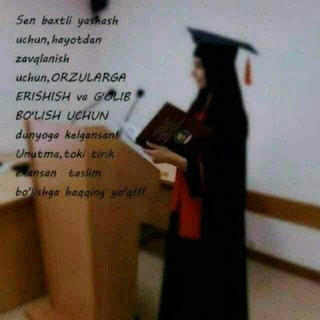 Sen baxtli yashash
uchun,hayotdan
zavqlanish
uchun,ORZULARGA
ERISHISH va G'OLIB
BO'LISH UCHUN
dunyoga kelgansan!
Unutma,toki tirik
ekansan taslim
bo'lishga haqqing yo'q!!!